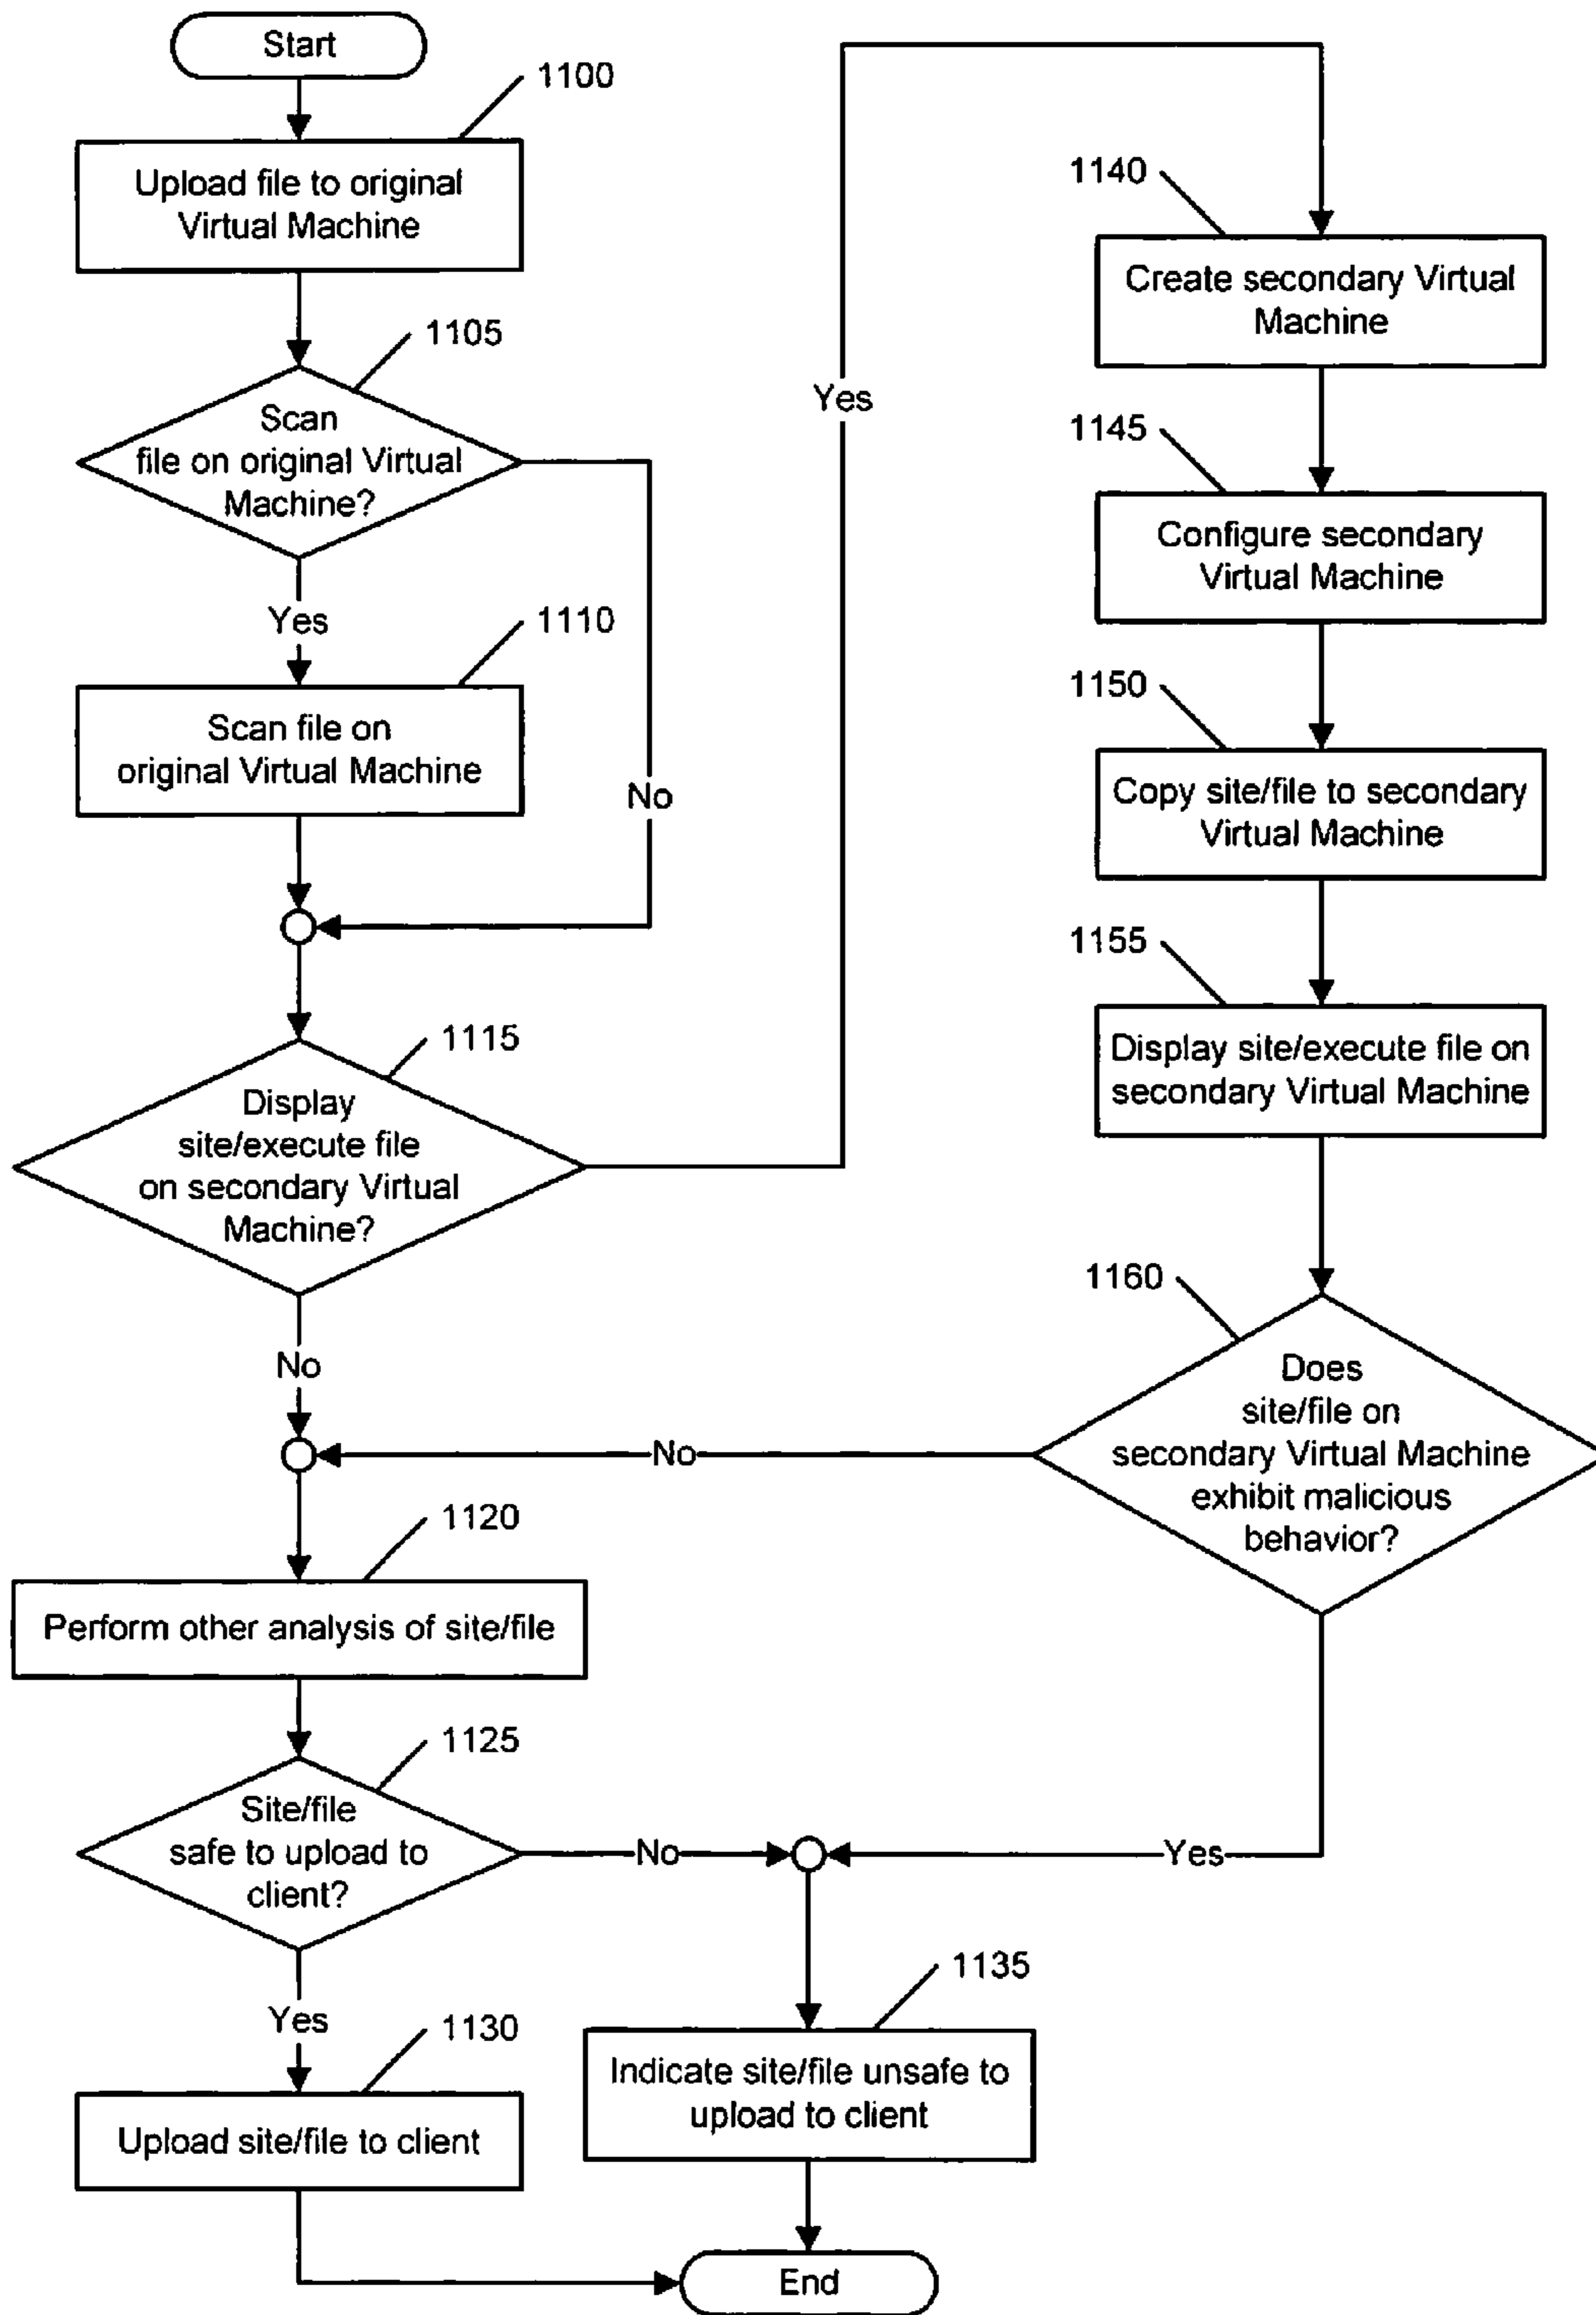 Start
1100
Upload file to original
Virtual Machine
1105
Scan
file on original Virtual
Machine?
Yes
1110
Scan file on
original Virtual Machine
No
1115
Display
site/execute file
on secondary Virtual
Machine?
Yes
No
1120
Perform other analysis of site/file
1125
Site/file
safe to upload to
client?
No
Yes
1130
Upload site/file to client
1135
Indicate site/file unsafe to
upload to client
End
1140
Create secondary Virtual
Machine
1145
Configure secondary
Virtual Machine
1150
Copy site/file to secondary
Virtual Machine
1155
Display site/execute file on
secondary Virtual Machine
1160
Does
site/file on
secondary Virtual Machine
exhibit malicious
behavior?
No
Yes